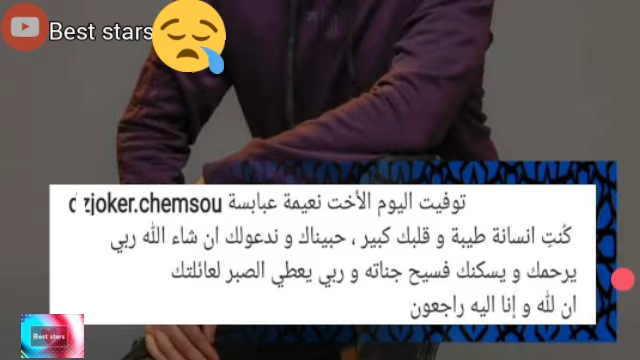 Best stars
dzjoker.chemsou توفيت اليوم الأخت نعيمة عبابسة
كُنتِ انسانة طيبة و قلبك كبير ، حبيناك و ندعولك ان شاء الله ربي
يرحمك و يسكنك فسيح جناته و ربي يعطي الصبر لعائلتك
ان لله و إنا اليه راجعون
Best stars